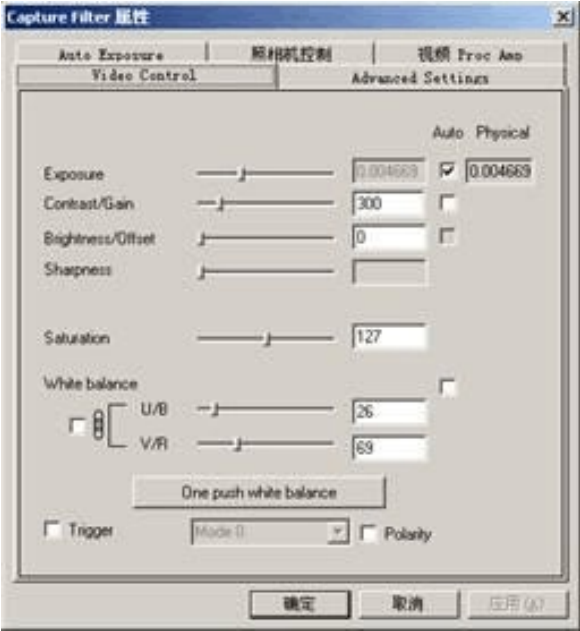 Capture Filter 属性
Auto Exposure 照相机控制 视频 Proc Amp
Video Control Advanced Settings
Auto Physical
Exposure 0.004669 0.004669
Contrast/Gain 300
Brightness/Offset 0
Sharpness
Saturation 127
White balance
U/B 26
V/R 69
One push white balance
Trigger Mode 0 Polarity
确定 取消 应用(A)